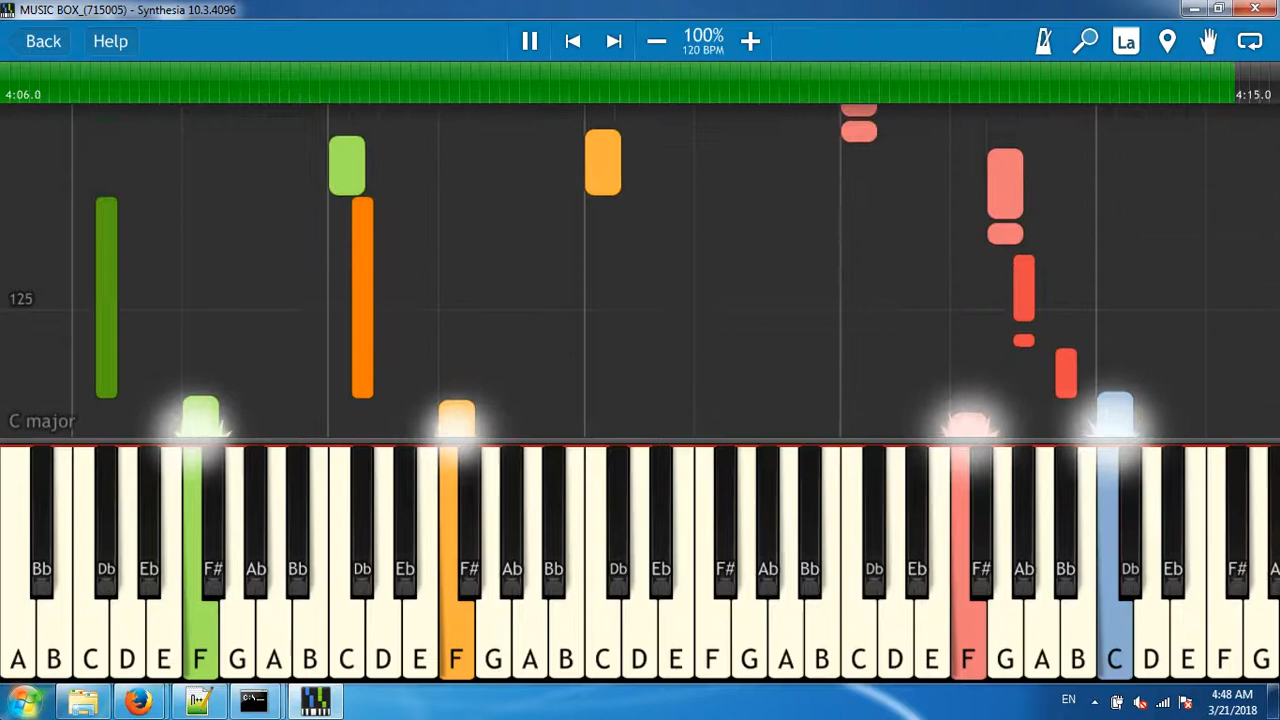 MUSIC BOX_(715005) - Synthesia 10.3.4096
Back Help 100% La
120 BPM
4:06.0 4:15.0
125
C major
Bb Db Eb F# Ab Bb Db Eb F# Ab Bb Db Eb F# Ab Bb Db Eb F# Ab Bb Db Eb F# A
A B C D E F G A B C D E F G A B C D E F G A B C D E F G A B C D E F G
EN 4:48 AM
3/21/2018